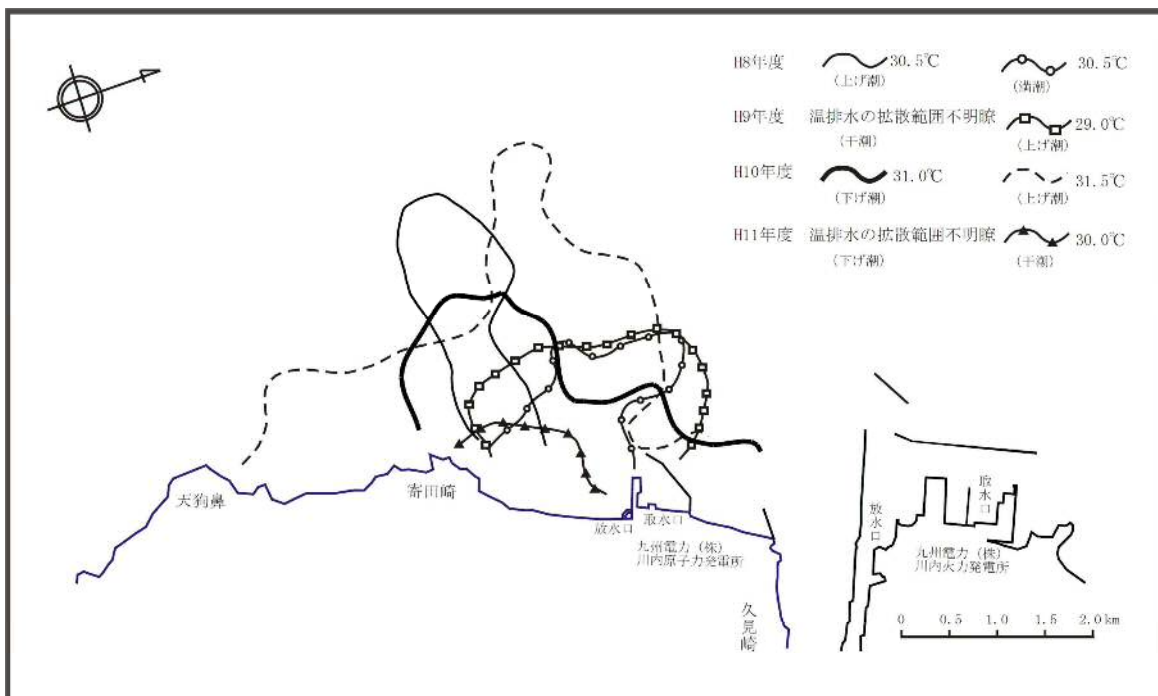 H8年度 30.5℃ 30.5℃
(上げ潮) (満潮)
H9年度 温排水の拡散範囲不明瞭 29.0℃
(干潮) (上げ潮)
H10年度 31.0℃ 31.5℃
(下げ潮) (上げ潮)
H11年度 温排水の拡散範囲不明瞭 30.0℃
(下げ潮) (干潮)
天狗鼻
寄田崎
放水口
取水口
九州電力(株)
川内原子力発電所
久見崎
放水口
取水口
九州電力(株)
川内火力発電所
0 0.5 1.0 2.0km